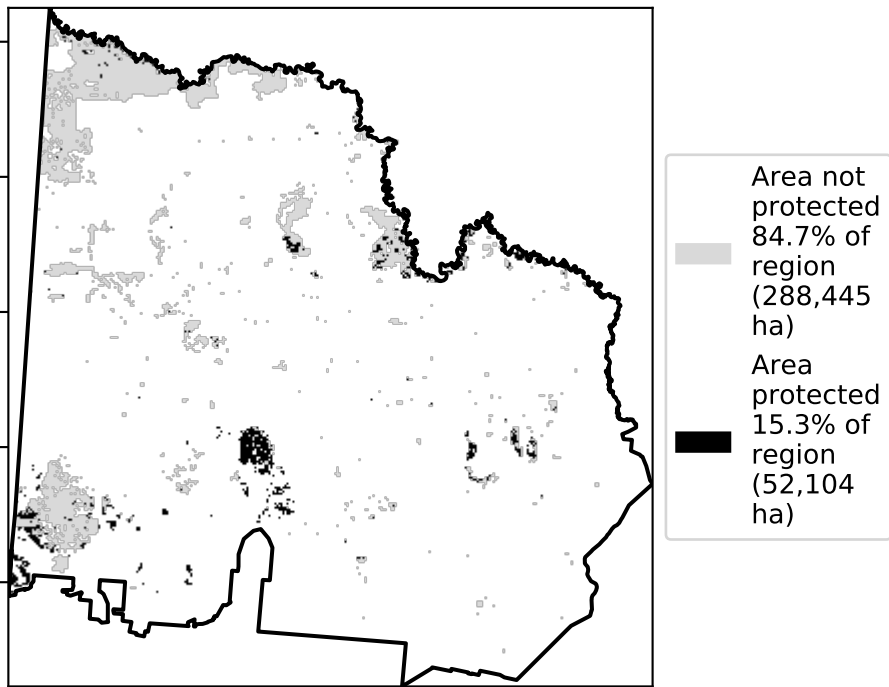 Area not
protected
84.7% of
region
(288,445
ha)
Area
protected
15.3% of
region
(52,104
ha)